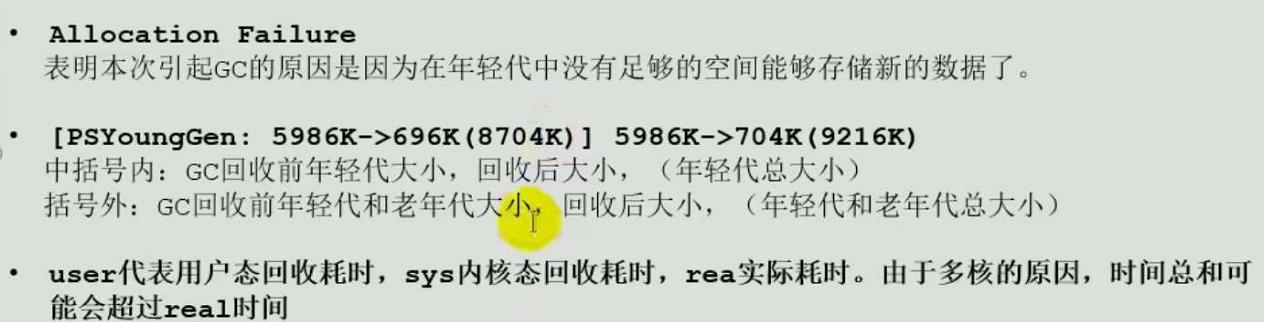 • Allocation Failure
表明本次引起GC的原因是因为在年轻代中没有足够的空间能够存储新的数据了。
• [PSYoungGen: 5986K->696K(8704K)] 5986K->704K(9216K)
中括号内：GC回收前年轻代大小，回收后大小，（年轻代总大小）
括号外：GC回收前年轻代和老年代大小，回收后大小，（年轻代和老年代总大小）
• user代表用户态回收耗时，sys内核态回收耗时，rea实际耗时。由于多核的原因，时间总和可
能会超过real时间